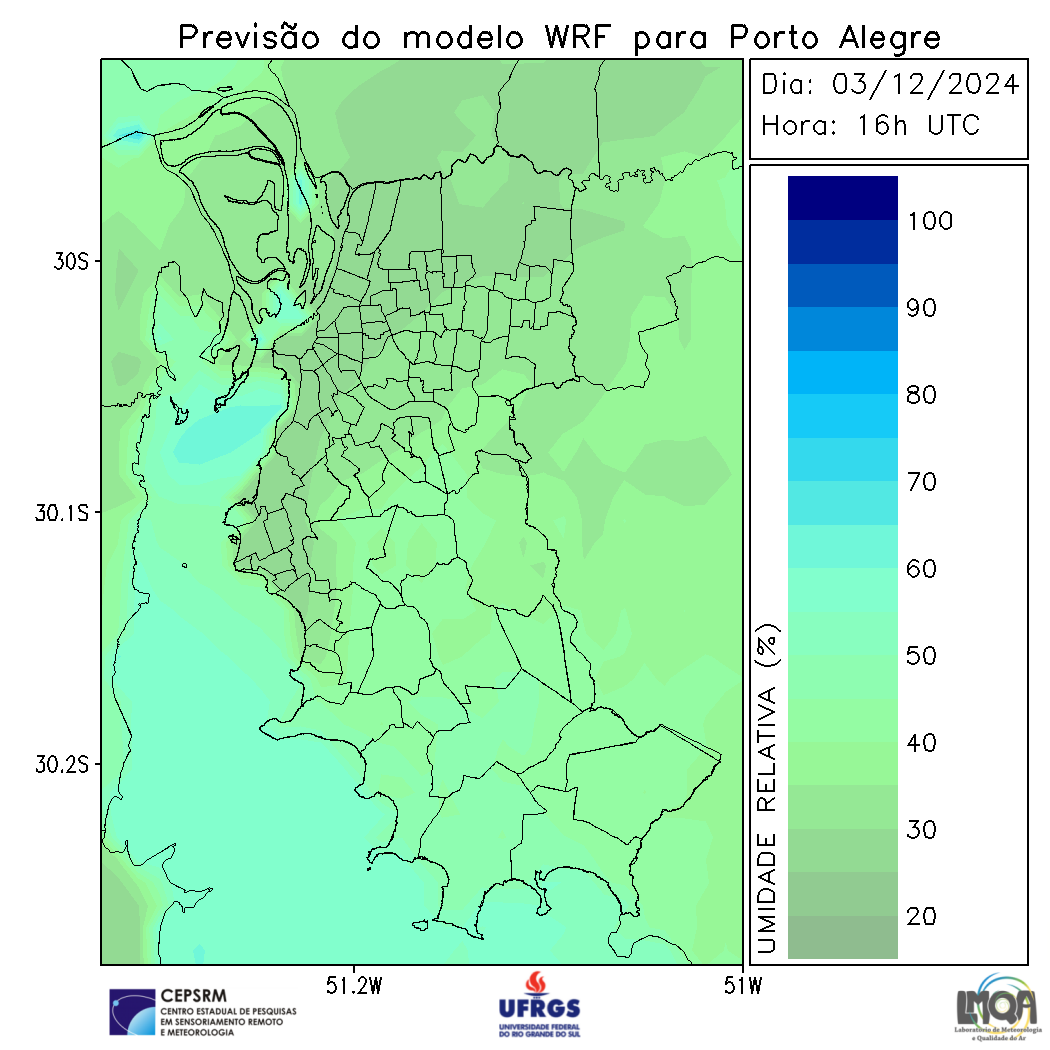 Previsão do modelo WRF para Porto Alegre
Dia: 03/12/2024
Hora: 16h UTC
30S
30.1S
30.2S
51.2W
51W
UMIDADE RELATIVA (%)
100
90
80
70
60
50
40
30
20
CEPSRM
CENTRO ESTADUAL DE PESQUISAS
EM SENSORIAMENTO REMOTO
E METEOROLOGIA
UFRGS
UNIVERSIDADE FEDERAL
DO RIO GRANDE DO SUL
LMQA
Laboratório de Meteorologia
e Qualidade do Ar